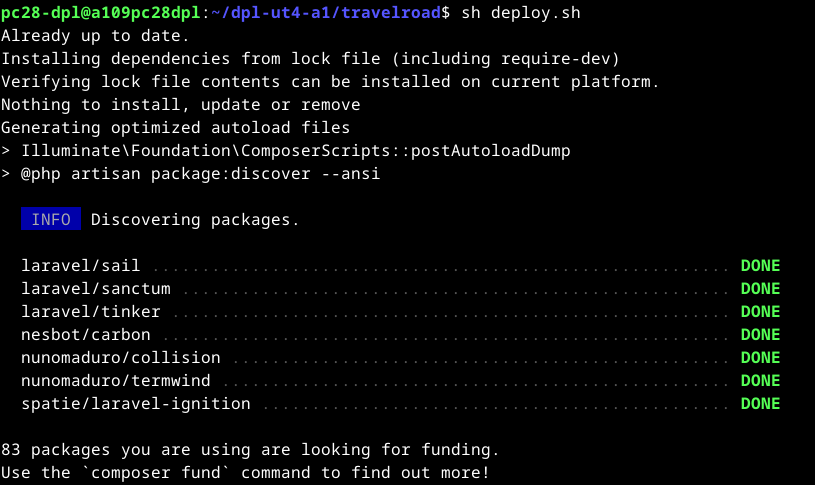 pc28-dpl@a109pc28dpl:~/dpl-ut4-a1/travelroad$ sh deploy.sh
Already up to date.
Installing dependencies from lock file (including require-dev)
Verifying lock file contents can be installed on current platform.
Nothing to install, update or remove
Generating optimized autoload files
> Illuminate\Foundation\ComposerScripts::postAutoloadDump
> @php artisan package:discover --ansi
INFO Discovering packages.
laravel/sail .......................................................... DONE
laravel/sanctum ....................................................... DONE
laravel/tinker ........................................................ DONE
nesbot/carbon ......................................................... DONE
nunomaduro/collision .................................................. DONE
nunomaduro/termwind ................................................... DONE
spatie/laravel-ignition ............................................... DONE
83 packages you are using are looking for funding.
Use the `composer fund` command to find out more!